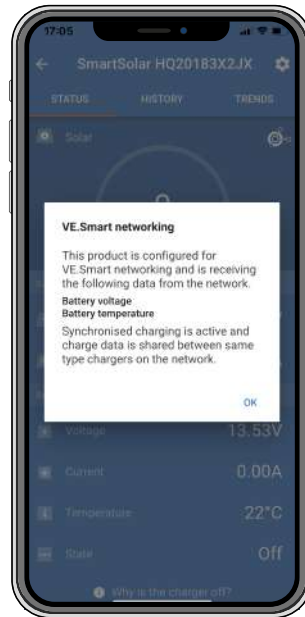 17:05
SmartSolar HQ20183X2JX
STATUS HISTORY TRENDS
Solar
VE.Smart networking
This product is configured for
VE.Smart networking and is receiving
the following data from the network.
Battery voltage
Battery temperature
Synchronised charging is active and
charge data is shared between same
type chargers on the network.
OK
Voltage 13.53V
Current 0.00A
Temperature 22°C
State Off
Why is the charger off?